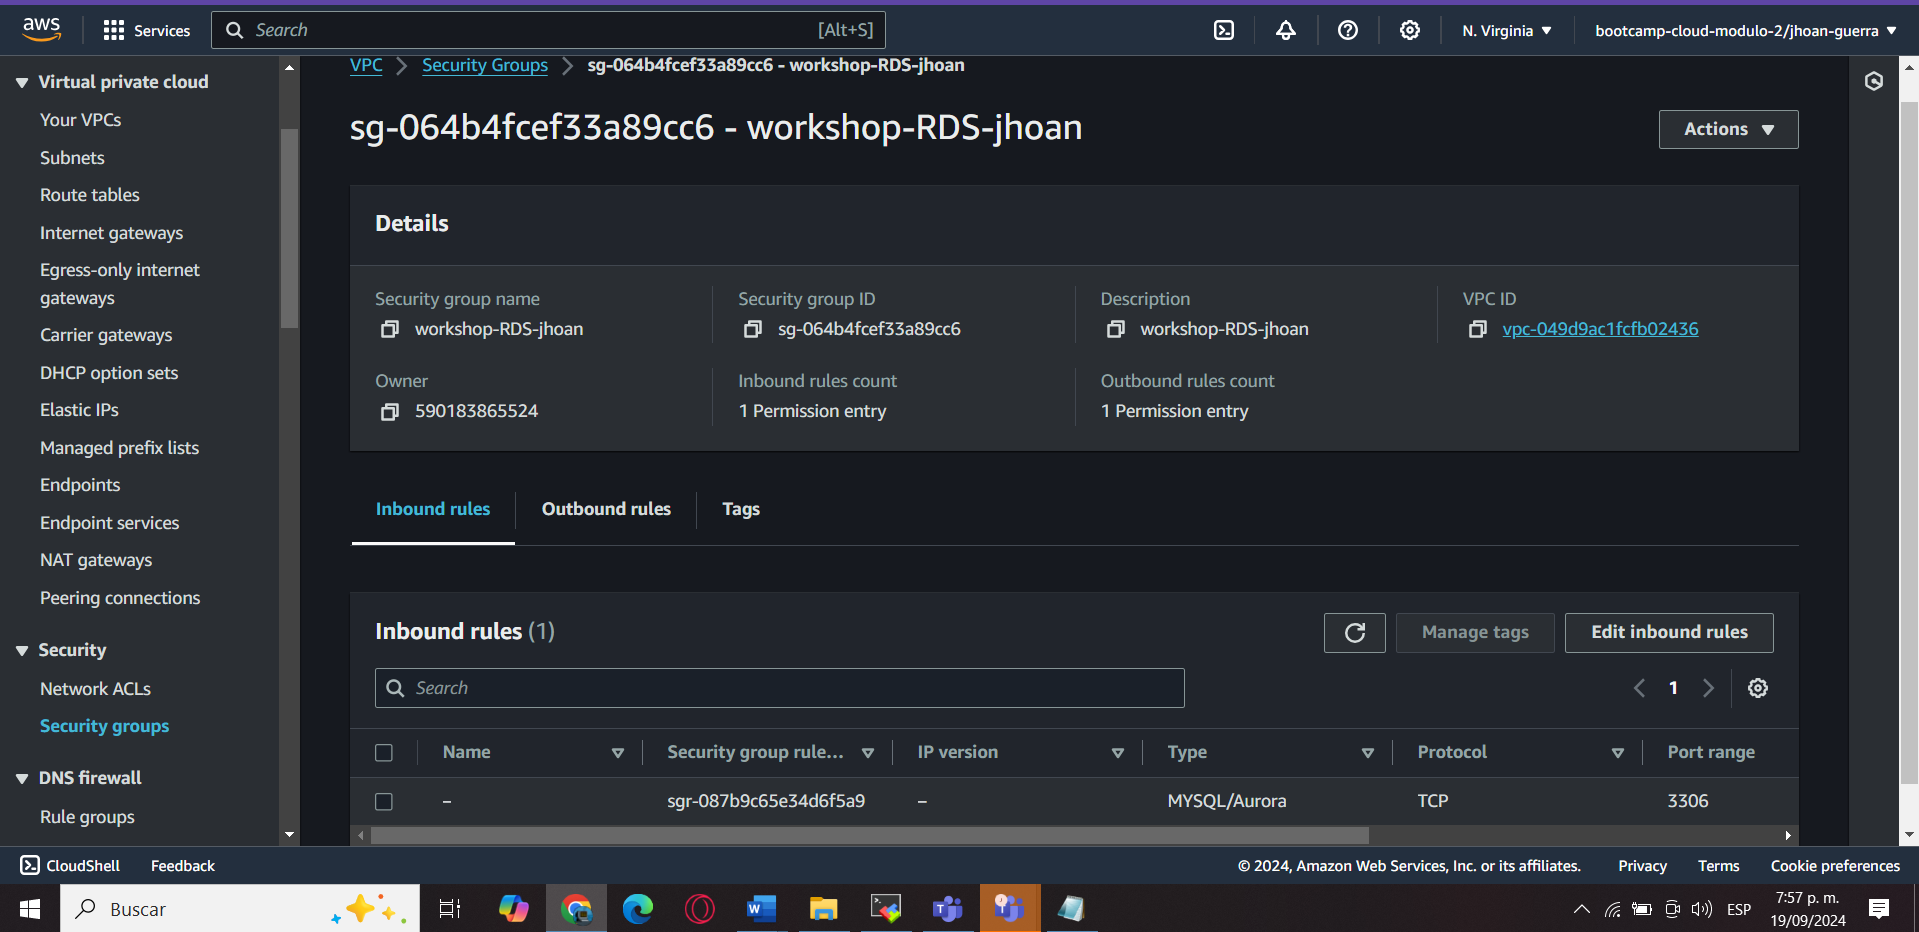 aws
Services
Search
[Alt+S]
N. Virginia
bootcamp-cloud-modulo-2/jhoan-guerra
Virtual private cloud
Your VPCs
Subnets
Route tables
Internet gateways
Egress-only internet
gateways
Carrier gateways
DHCP option sets
Elastic IPs
Managed prefix lists
Endpoints
Endpoint services
NAT gateways
Peering connections
Security
Network ACLs
Security groups
DNS firewall
Rule groups
VPC > Security Groups > sg-064b4fcef33a89cc6 - workshop-RDS-jhoan
sg-064b4fcef33a89cc6 - workshop-RDS-jhoan
Actions
Details
Security group name
workshop-RDS-jhoan
Security group ID
sg-064b4fcef33a89cc6
Description
workshop-RDS-jhoan
VPC ID
vpc-049d9ac1fcfb02436
Owner
590183865524
Inbound rules count
1 Permission entry
Outbound rules count
1 Permission entry
Inbound rules
Outbound rules
Tags
Inbound rules (1)
Manage tags
Edit inbound rules
Search
1
Name Security group rule... IP version Type Protocol Port range
– sgr-087b9c65e34d6f5a9 – MYSQL/Aurora TCP 3306
CloudShell
Feedback
© 2024, Amazon Web Services, Inc. or its affiliates.
Privacy
Terms
Cookie preferences
Buscar
ESP
7:57 p. m.
19/09/2024